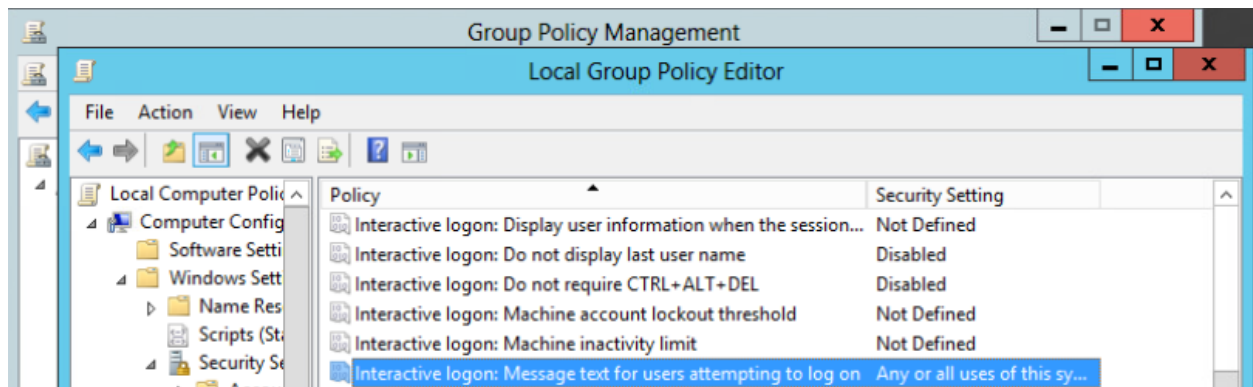 Group Policy Management
Local Group Policy Editor
File Action View Help
Local Computer Polic
Policy Security Setting
Computer Config
Interactive logon: Display user information when the session... Not Defined
Software Setti
Interactive logon: Do not display last user name Disabled
Windows Sett
Interactive logon: Do not require CTRL+ALT+DEL Disabled
Name Res
Interactive logon: Machine account lockout threshold Not Defined
Scripts (Sta
Interactive logon: Machine inactivity limit Not Defined
Security Se
Interactive logon: Message text for users attempting to log on Any or all uses of this sy...